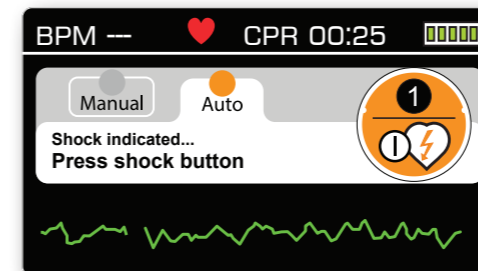 BPM --- CPR 00:25
Manual Auto
1
Shock indicated...
Press shock button